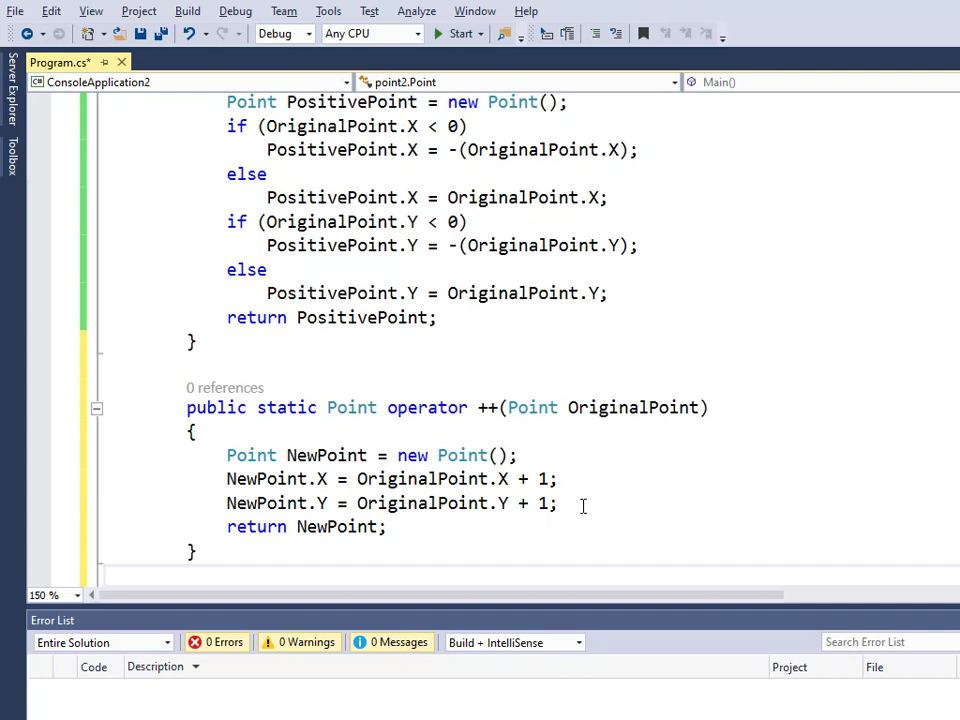 File Edit View Project Build Debug Team Tools Test Analyze Window Help
Debug Any CPU Start
Program.cs*
ConsoleApplication2 point2.Point Main()
Server Explorer
Toolbox
Point PositivePoint = new Point();
if (OriginalPoint.X < 0)
PositivePoint.X = -(OriginalPoint.X);
else
PositivePoint.X = OriginalPoint.X;
if (OriginalPoint.Y < 0)
PositivePoint.Y = -(OriginalPoint.Y);
else
PositivePoint.Y = OriginalPoint.Y;
return PositivePoint;
}
0 references
public static Point operator ++(Point OriginalPoint)
{
Point NewPoint = new Point();
NewPoint.X = OriginalPoint.X + 1;
NewPoint.Y = OriginalPoint.Y + 1;
return NewPoint;
}
150 %
Error List
Entire Solution 0 Errors 0 Warnings 0 Messages Build + IntelliSense Search Error List
Code Description Project File